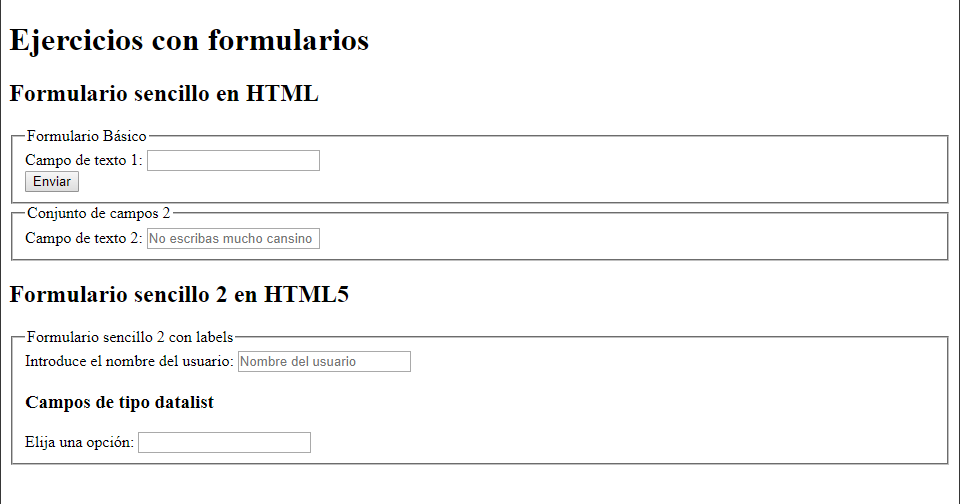 Ejercicios con formularios
Formulario sencillo en HTML
Formulario Básico
Campo de texto 1:
Enviar
Conjunto de campos 2
Campo de texto 2: No escribas mucho cansino
Formulario sencillo 2 en HTML5
Formulario sencillo 2 con labels
Introduce el nombre del usuario: Nombre del usuario
Campos de tipo datalist
Elija una opción: